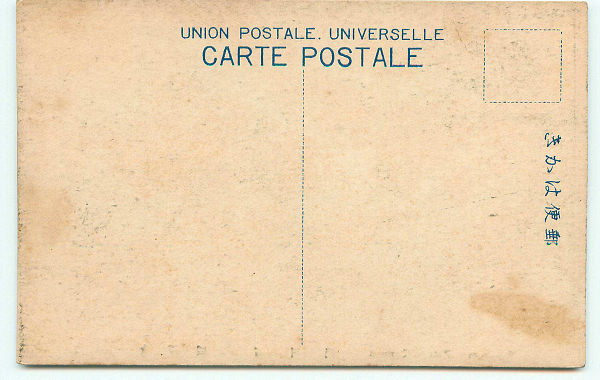 UNION POSTALE. UNIVERSELLE
CARTE POSTALE
きかは便郵